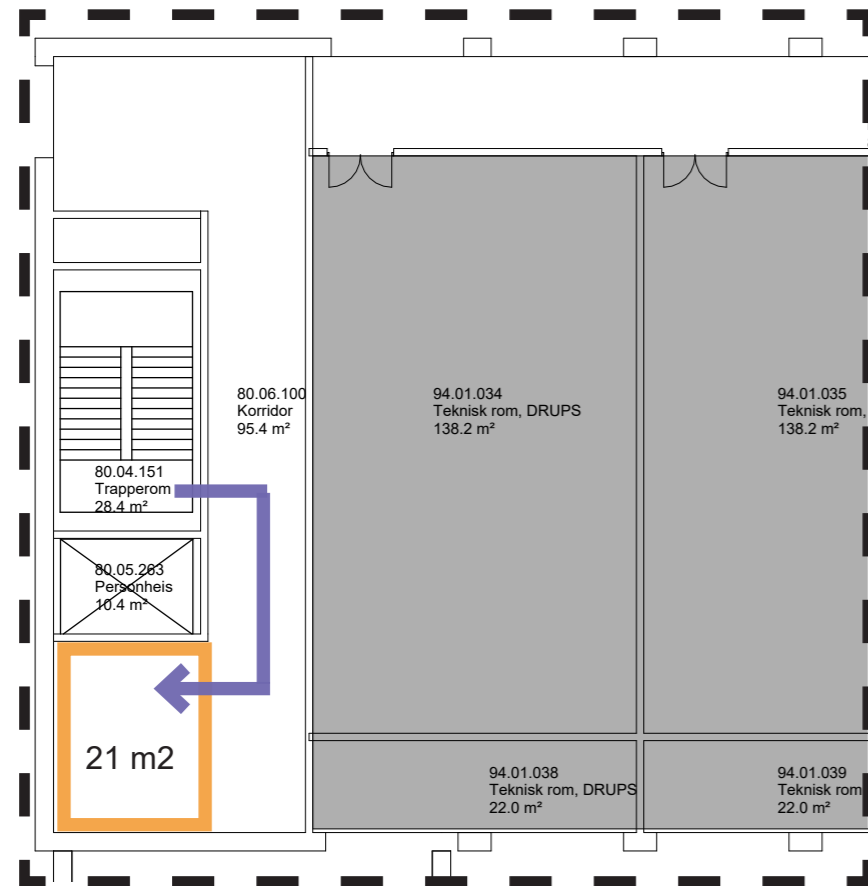 80.06.100
Korridor
95.4 m²
94.01.034
Teknisk rom, DRUPS
138.2 m²
94.01.035
Teknisk rom,
138.2 m²
80.04.151
Trapperom
28.4 m²
80.05.263
Personheis
10.4 m²
21 m2
94.01.038
Teknisk rom, DRUPS
22.0 m²
94.01.039
Teknisk rom
22.0 m²